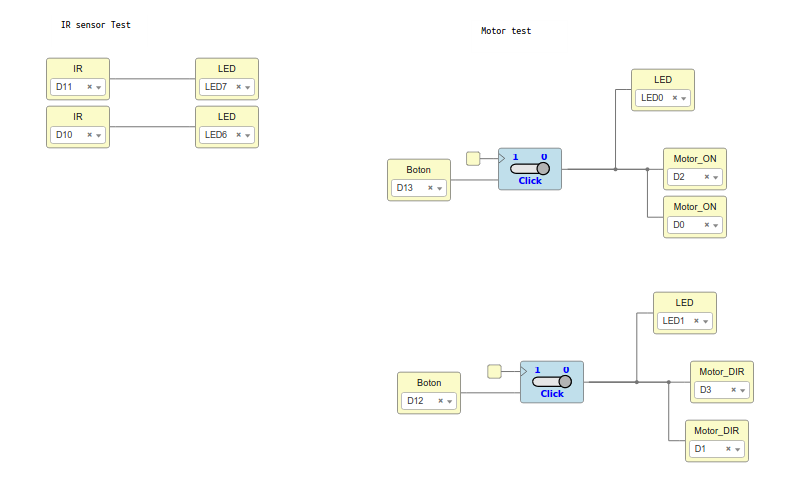 IR sensor Test
IR
D11
LED
LED7
IR
D10
LED
LED6
Motor test
LED
LED0
Boton
D13
1 0
Click
Motor_ON
D2
Motor_ON
D0
LED
LED1
Boton
D12
1 0
Click
Motor_DIR
D3
Motor_DIR
D1